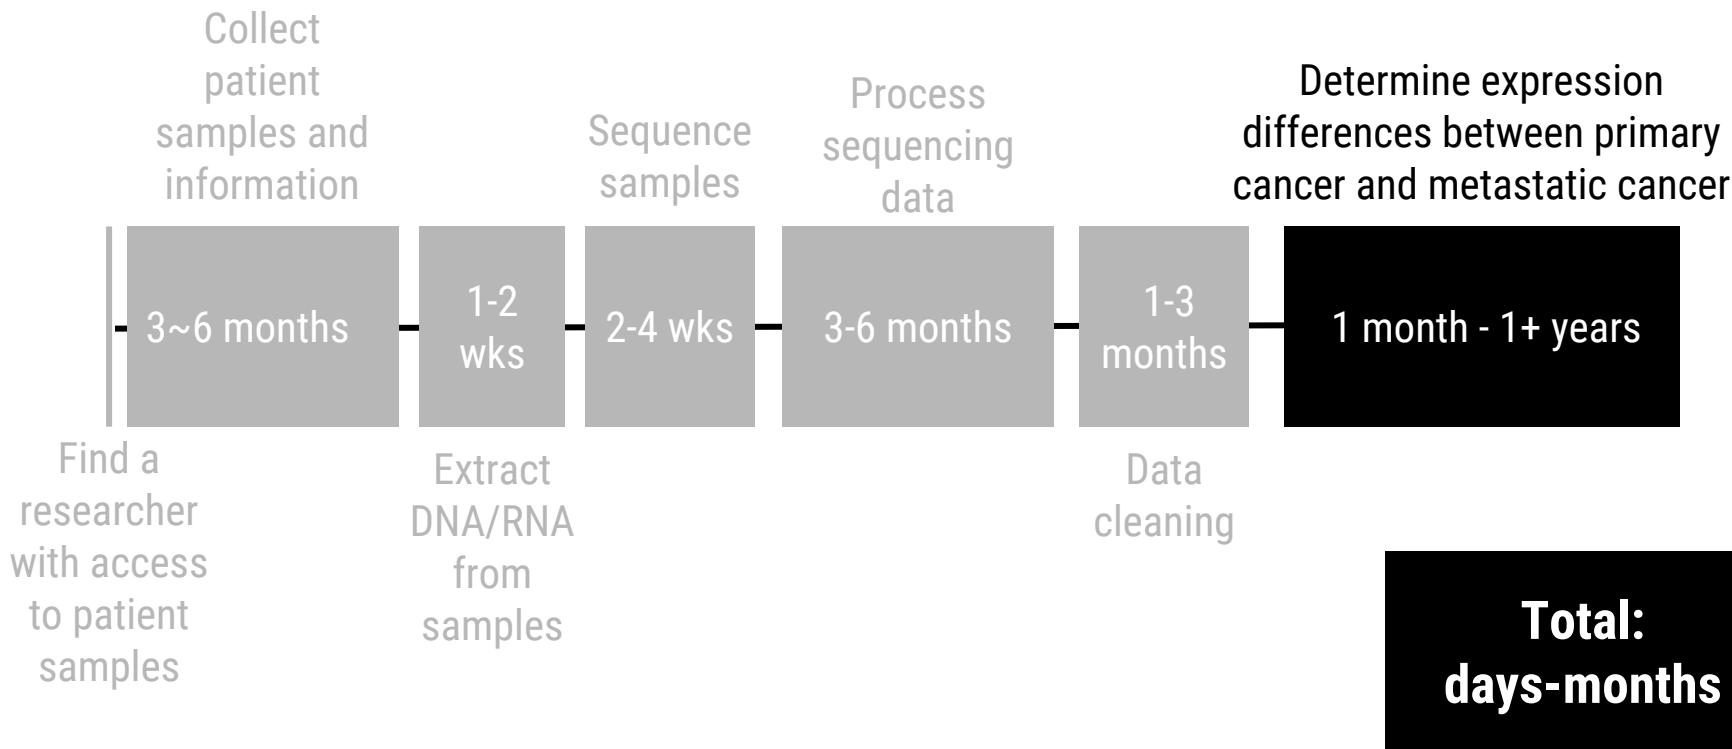 Collect
patient
samples and
information
Sequence
samples
Process
sequencing
data
Determine expression
differences between primary
cancer and metastatic cancer
3~6 months
1-2
wks
2-4 wks
3-6 months
1-3
months
1 month - 1+ years
Find a
researcher
with access
to patient
samples
Extract
DNA/RNA
from
samples
Data
cleaning
Total:
days-months